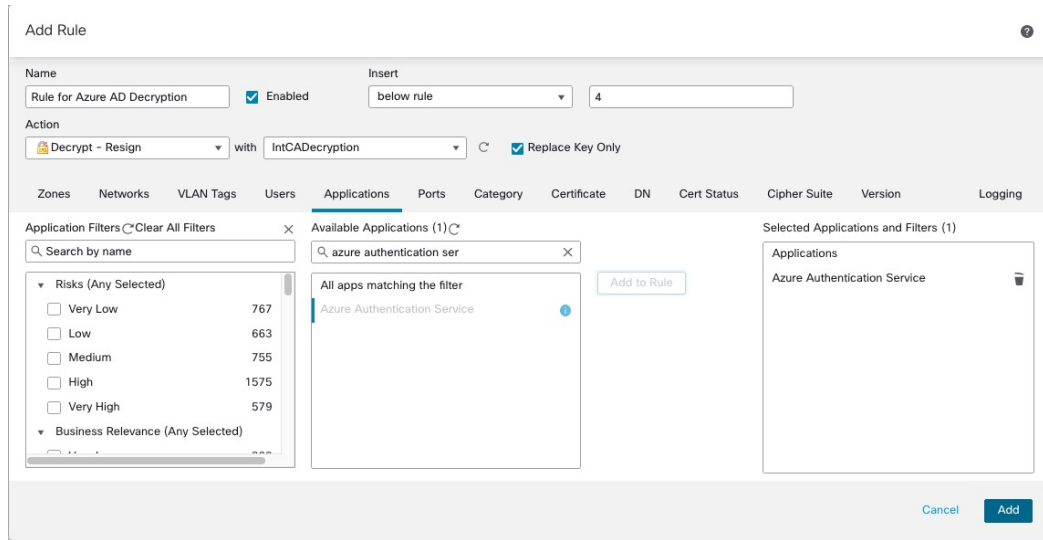 Add Rule
Name
Insert
Rule for Azure AD Decryption
Enabled
below rule
4
Action
Decrypt - Resign
with
IntCADecryption
Replace Key Only
Zones Networks VLAN Tags Users Applications Ports Category Certificate DN Cert Status Cipher Suite Version Logging
Application Filters Clear All Filters
Available Applications (1)
Selected Applications and Filters (1)
Search by name
azure authentication ser
Applications
Risks (Any Selected)
All apps matching the filter
Add to Rule
Azure Authentication Service
Very Low 767
Azure Authentication Service
Low 663
Medium 755
High 1575
Very High 579
Business Relevance (Any Selected)
Cancel
Add